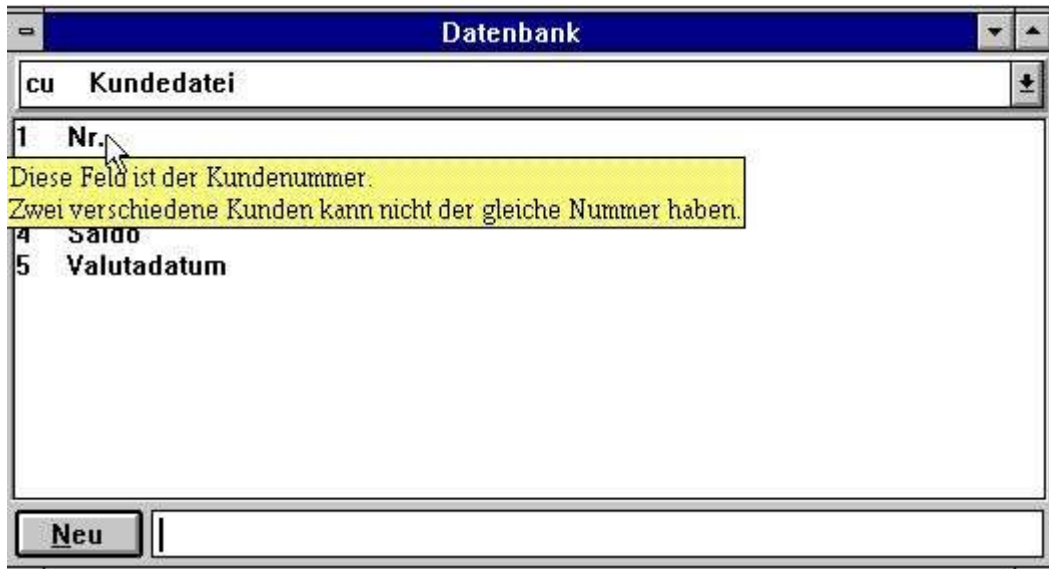 Datenbank
cu Kundedatei
1 Nr.
Diese Feld ist der Kundenummer.
Zwei verschiedene Kunden kann nicht der gleiche Nummer haben.
4 Saldo
5 Valutadatum
Neu